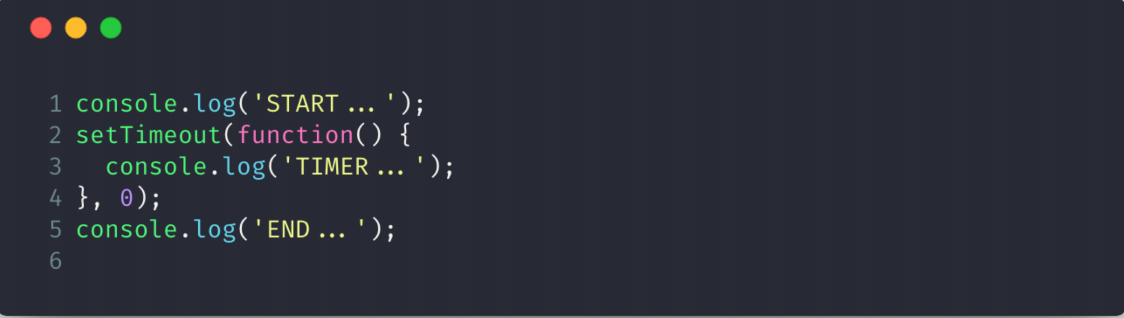 1 console.log('START...');
2 setTimeout(function() {
3   console.log('TIMER...');
4 }, 0);
5 console.log('END...');
6